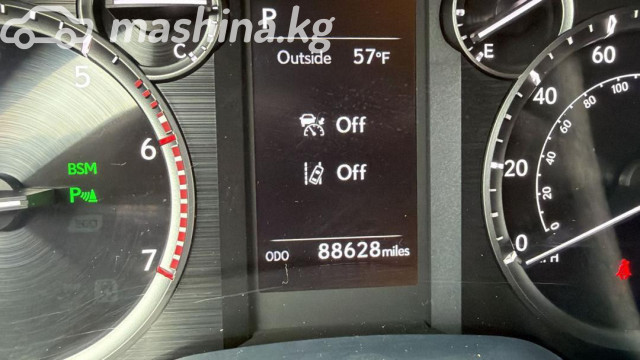 mashina.kg
P
Outside 57°F
C
E
5
6
7
BSM
P
Off
Off
ODO 88628 miles
60
40
20
0
100
80
60
40
20
0